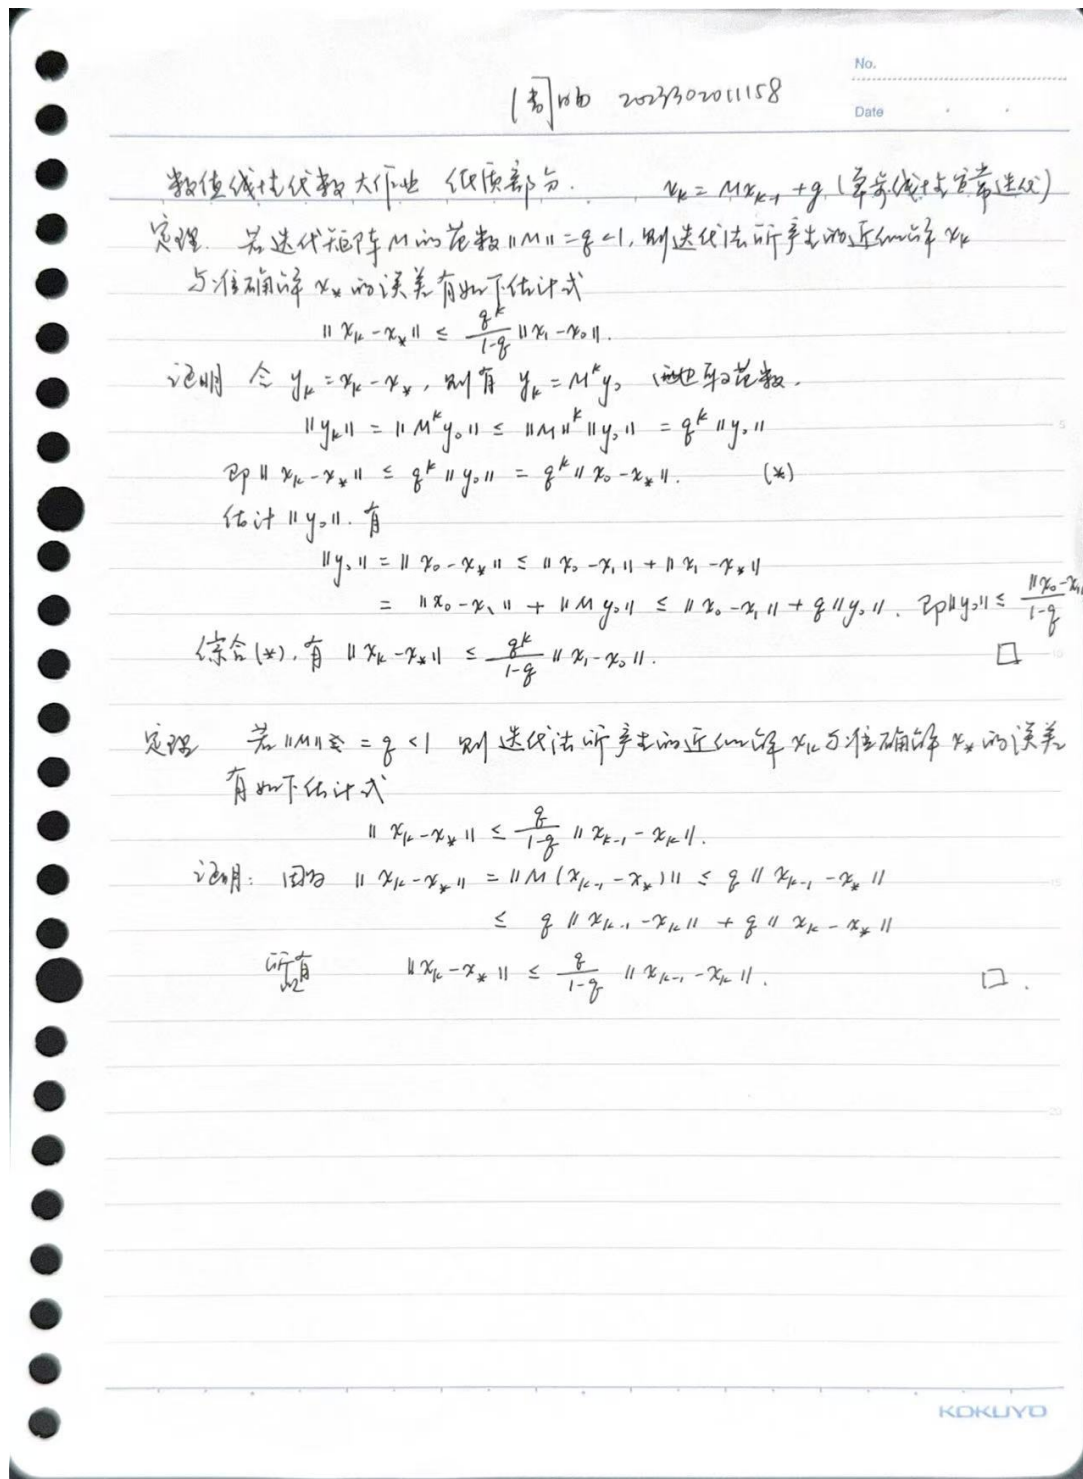 No.
周 2023302011158
Date
数值线性代数大作业 纸质部分. x_k = Mx_{k-1} + g (单步线性定常迭代)
定理. 若迭代矩阵 M 的范数 ‖M‖ = q < 1, 则迭代法所产生的近似解 x_k
与准确解 x_* 的误差有如下估计式
‖x_k - x_*‖ ≤ \frac{q^k}{1-q} ‖x_1 - x_0‖.
证明 令 y_k = x_k - x_*, 则有 y_k = M^k y_0 取范数.
‖y_k‖ = ‖M^k y_0‖ ≤ ‖M‖^k ‖y_0‖ = q^k ‖y_0‖
即 ‖x_k - x_*‖ ≤ q^k ‖y_0‖ = q^k ‖x_0 - x_*‖. (*)
估计 ‖y_0‖. 有
‖y_0‖ = ‖x_0 - x_*‖ ≤ ‖x_0 - x_1‖ + ‖x_1 - x_*‖
= ‖x_0 - x_1‖ + ‖My_0‖ ≤ ‖x_0 - x_1‖ + q‖y_0‖. 即‖y_0‖ ≤ \frac{‖x_0 - x_1‖}{1-q}
综合(*), 有 ‖x_k - x_*‖ ≤ \frac{q^k}{1-q} ‖x_1 - x_0‖. □
定理 若‖M‖ = q < 1 则迭代法所产生的近似解 x_k 与准确解 x_* 的误差
有如下估计式
‖x_k - x_*‖ ≤ \frac{q}{1-q} ‖x_{k-1} - x_k‖.
证明: 因为 ‖x_k - x_*‖ = ‖M(x_{k-1} - x_*)‖ ≤ q‖x_{k-1} - x_*‖
≤ q‖x_{k-1} - x_k‖ + q‖x_k - x_*‖
所以有 ‖x_k - x_*‖ ≤ \frac{q}{1-q} ‖x_{k-1} - x_k‖. □.
KOKUYO